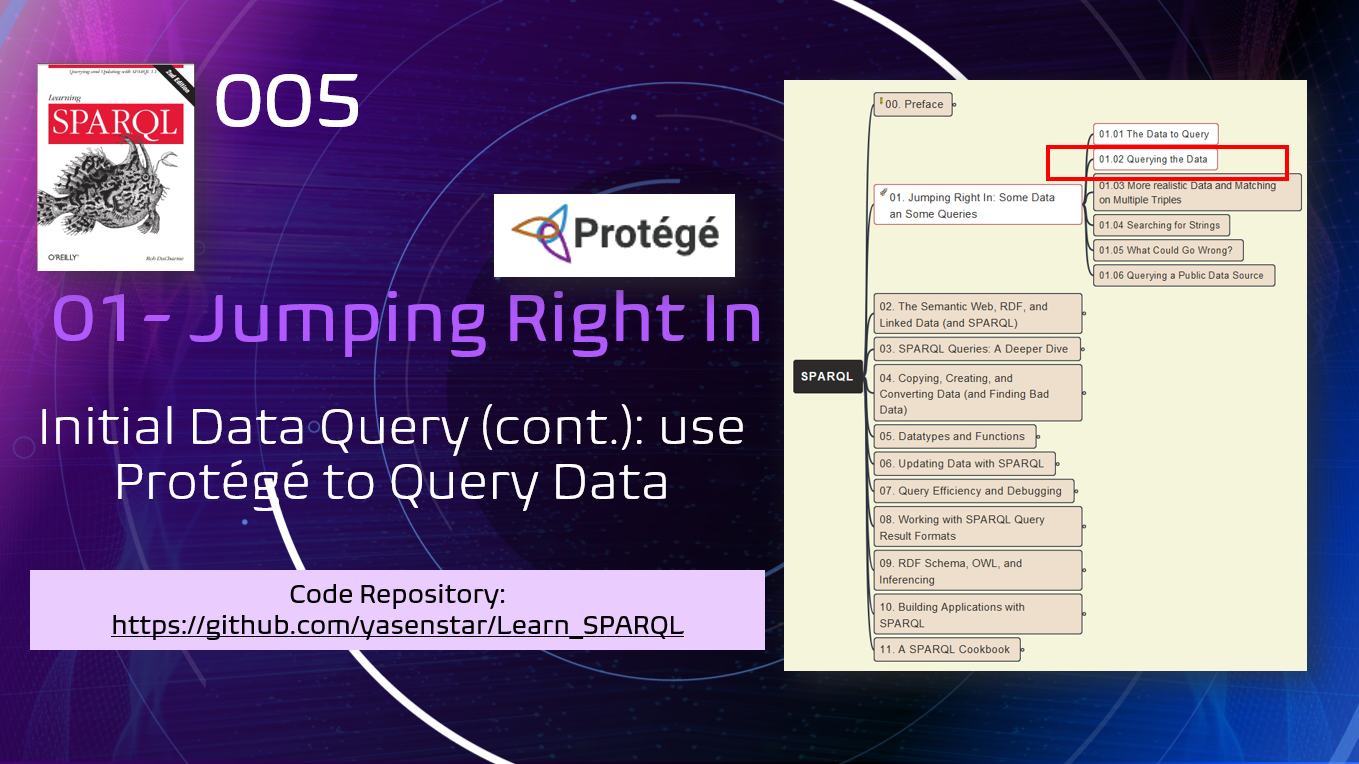 Querying and Updating with SPARQL 1.1
2nd Edition
Learning
SPARQL
O'REILLY®
Bob DuCharme
005
Protégé
01- Jumping Right In
Initial Data Query (cont.): use
Protégé to Query Data
Code Repository:
https://github.com/yasenstar/Learn_SPARQL
SPARQL
00. Preface
01. Jumping Right In: Some Data
an Some Queries
01.01 The Data to Query
01.02 Querying the Data
01.03 More realistic Data and Matching
on Multiple Triples
01.04 Searching for Strings
01.05 What Could Go Wrong?
01.06 Querying a Public Data Source
02. The Semantic Web, RDF, and
Linked Data (and SPARQL)
03. SPARQL Queries: A Deeper Dive
04. Copying, Creating, and
Converting Data (and Finding Bad
Data)
05. Datatypes and Functions
06. Updating Data with SPARQL
07. Query Efficiency and Debugging
08. Working with SPARQL Query
Result Formats
09. RDF Schema, OWL, and
Inferencing
10. Building Applications with
SPARQL
11. A SPARQL Cookbook